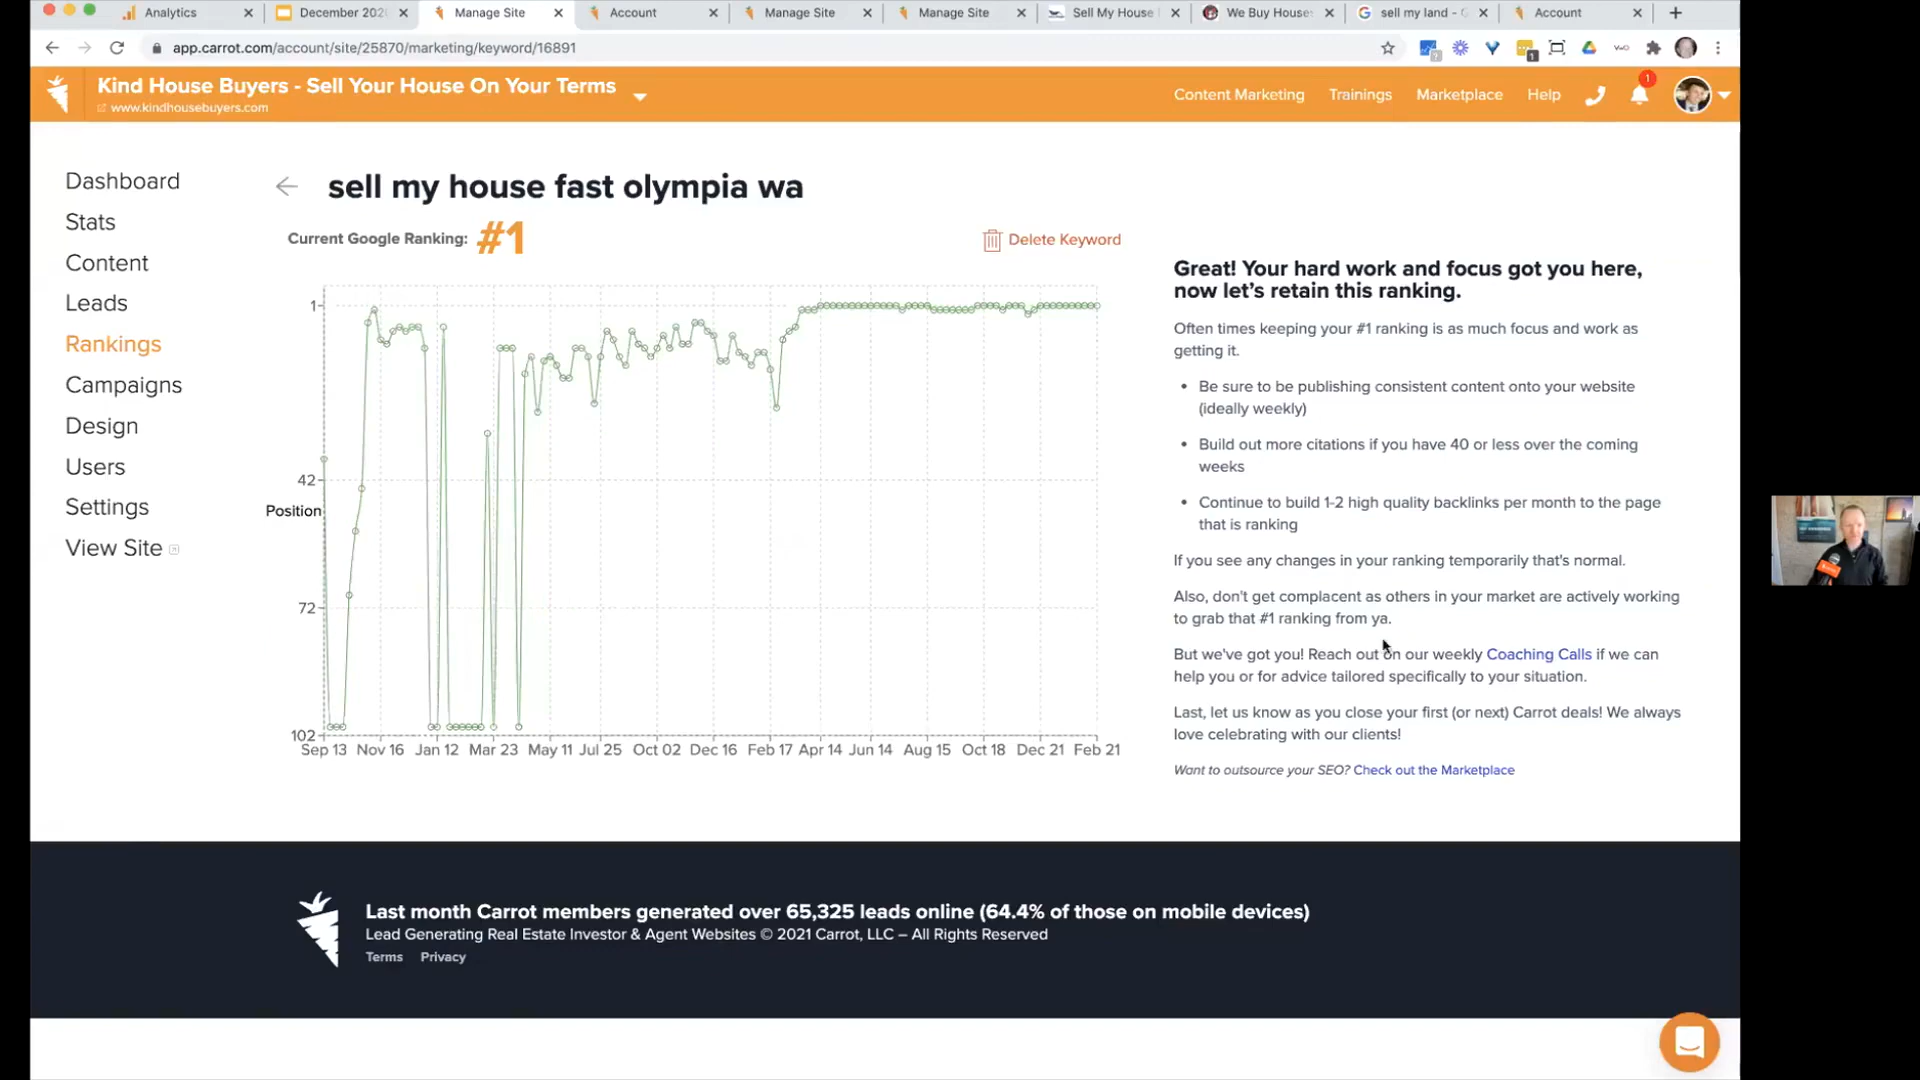 Analytics
December 202
Manage Site
Account
Manage Site
Manage Site
Sell My House
We Buy House
sell my land - G
Account
app.carrot.com/account/site/25870/marketing/keyword/16891
Kind House Buyers - Sell Your House On Your Terms
www.kindhousebuyers.com
Content Marketing
Trainings
Marketplace
Help
1
Dashboard
Stats
Content
Leads
Rankings
Campaigns
Design
Users
Settings
View Site
sell my house fast olympia wa
Current Google Ranking: #1
Delete Keyword
1
42
Position
72
102
Sep 13 Nov 16 Jan 12 Mar 23 May 11 Jul 25 Oct 02 Dec 16 Feb 17 Apr 14 Jun 14 Aug 15 Oct 18 Dec 21 Feb 21
Great! Your hard work and focus got you here,
now let's retain this ranking.
Often times keeping your #1 ranking is as much focus and work as
getting it.
• Be sure to be publishing consistent content onto your website
(ideally weekly)
• Build out more citations if you have 40 or less over the coming
weeks
• Continue to build 1-2 high quality backlinks per month to the page
that is ranking
If you see any changes in your ranking temporarily that's normal.
Also, don't get complacent as others in your market are actively working
to grab that #1 ranking from ya.
But we've got you! Reach out on our weekly Coaching Calls if we can
help you or for advice tailored specifically to your situation.
Last, let us know as you close your first (or next) Carrot deals! We always
love celebrating with our clients!
Want to outsource your SEO? Check out the Marketplace
Last month Carrot members generated over 65,325 leads online (64.4% of those on mobile devices)
Lead Generating Real Estate Investor & Agent Websites © 2021 Carrot, LLC – All Rights Reserved
Terms Privacy